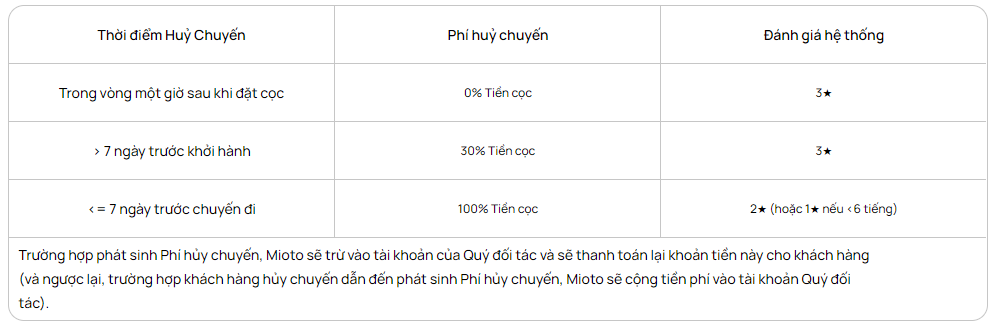 Thời điểm Huỷ Chuyến Phí huỷ chuyến Đánh giá hệ thống
Trong vòng một giờ sau khi đặt cọc 0% Tiền cọc 3★
> 7 ngày trước khởi hành 30% Tiền cọc 3★
<= 7 ngày trước chuyến đi 100% Tiền cọc 2★ (hoặc 1★ nếu <6 tiếng)
Trường hợp phát sinh Phí hủy chuyến, Mioto sẽ trừ vào tài khoản của Quý đối tác và sẽ thanh toán lại khoản tiền này cho khách hàng
(và ngược lại, trường hợp khách hàng hủy chuyến dẫn đến phát sinh Phí hủy chuyến, Mioto sẽ cộng tiền phí vào tài khoản Quý đối
tác).